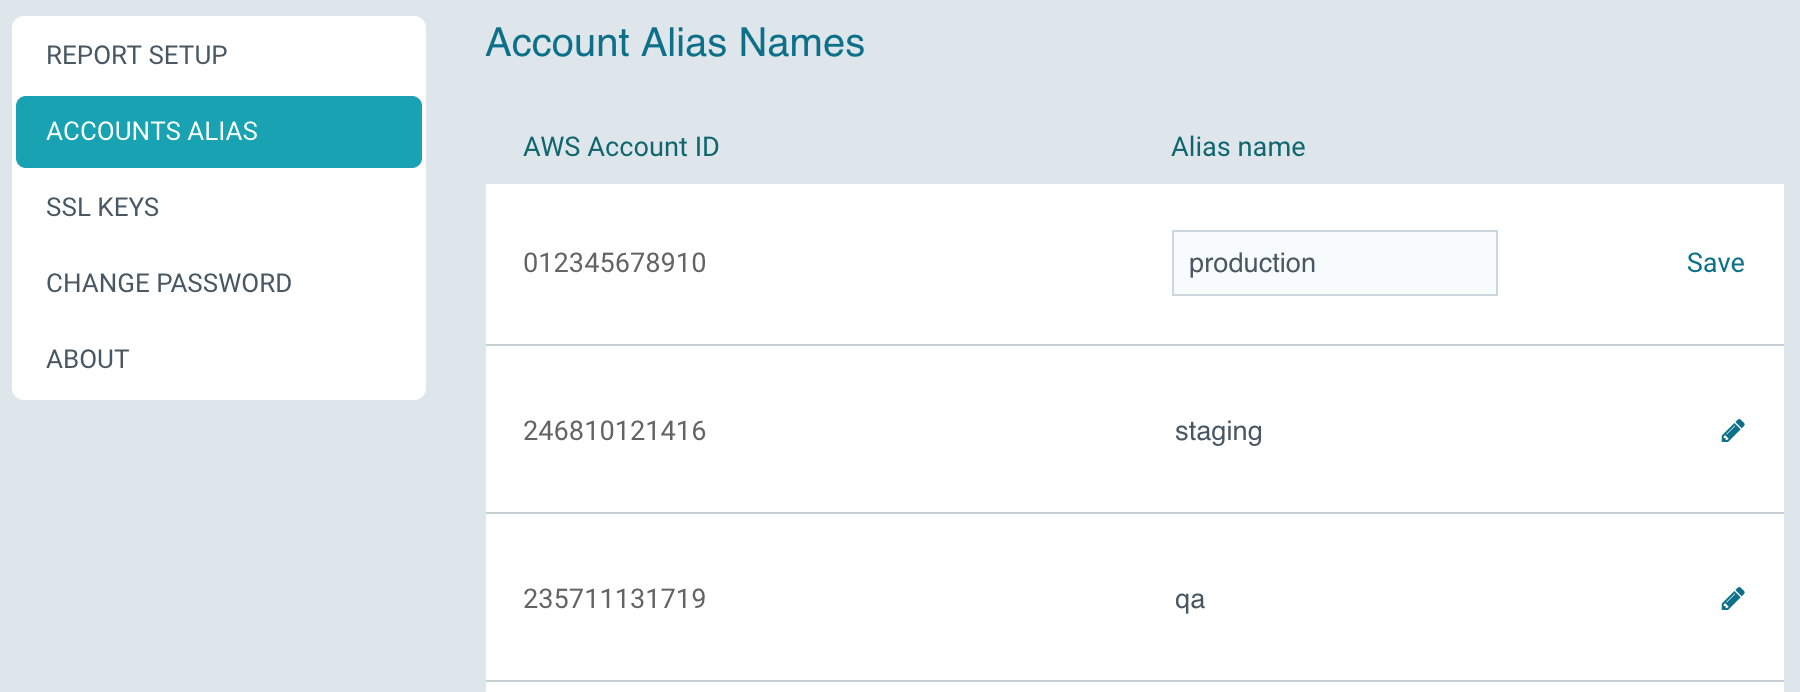 REPORT SETUP
ACCOUNTS ALIAS
SSL KEYS
CHANGE PASSWORD
ABOUT
Account Alias Names
AWS Account ID Alias name
012345678910 production Save
246810121416 staging
235711131719 qa